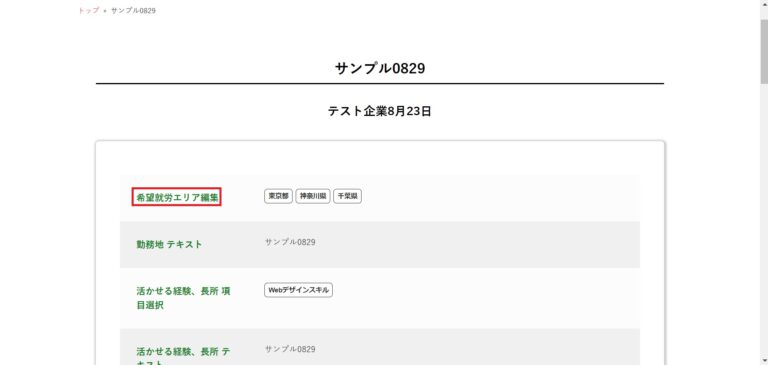 トップ » サンプル0829
サンプル0829
テスト企業8月23日
希望就労エリア編集 東京都 神奈川県 千葉県
勤務地 テキスト サンプル0829
活かせる経験、長所 項 Webデザインスキル
目選択
活かせる経験、長所 テ サンプル0829
キスト